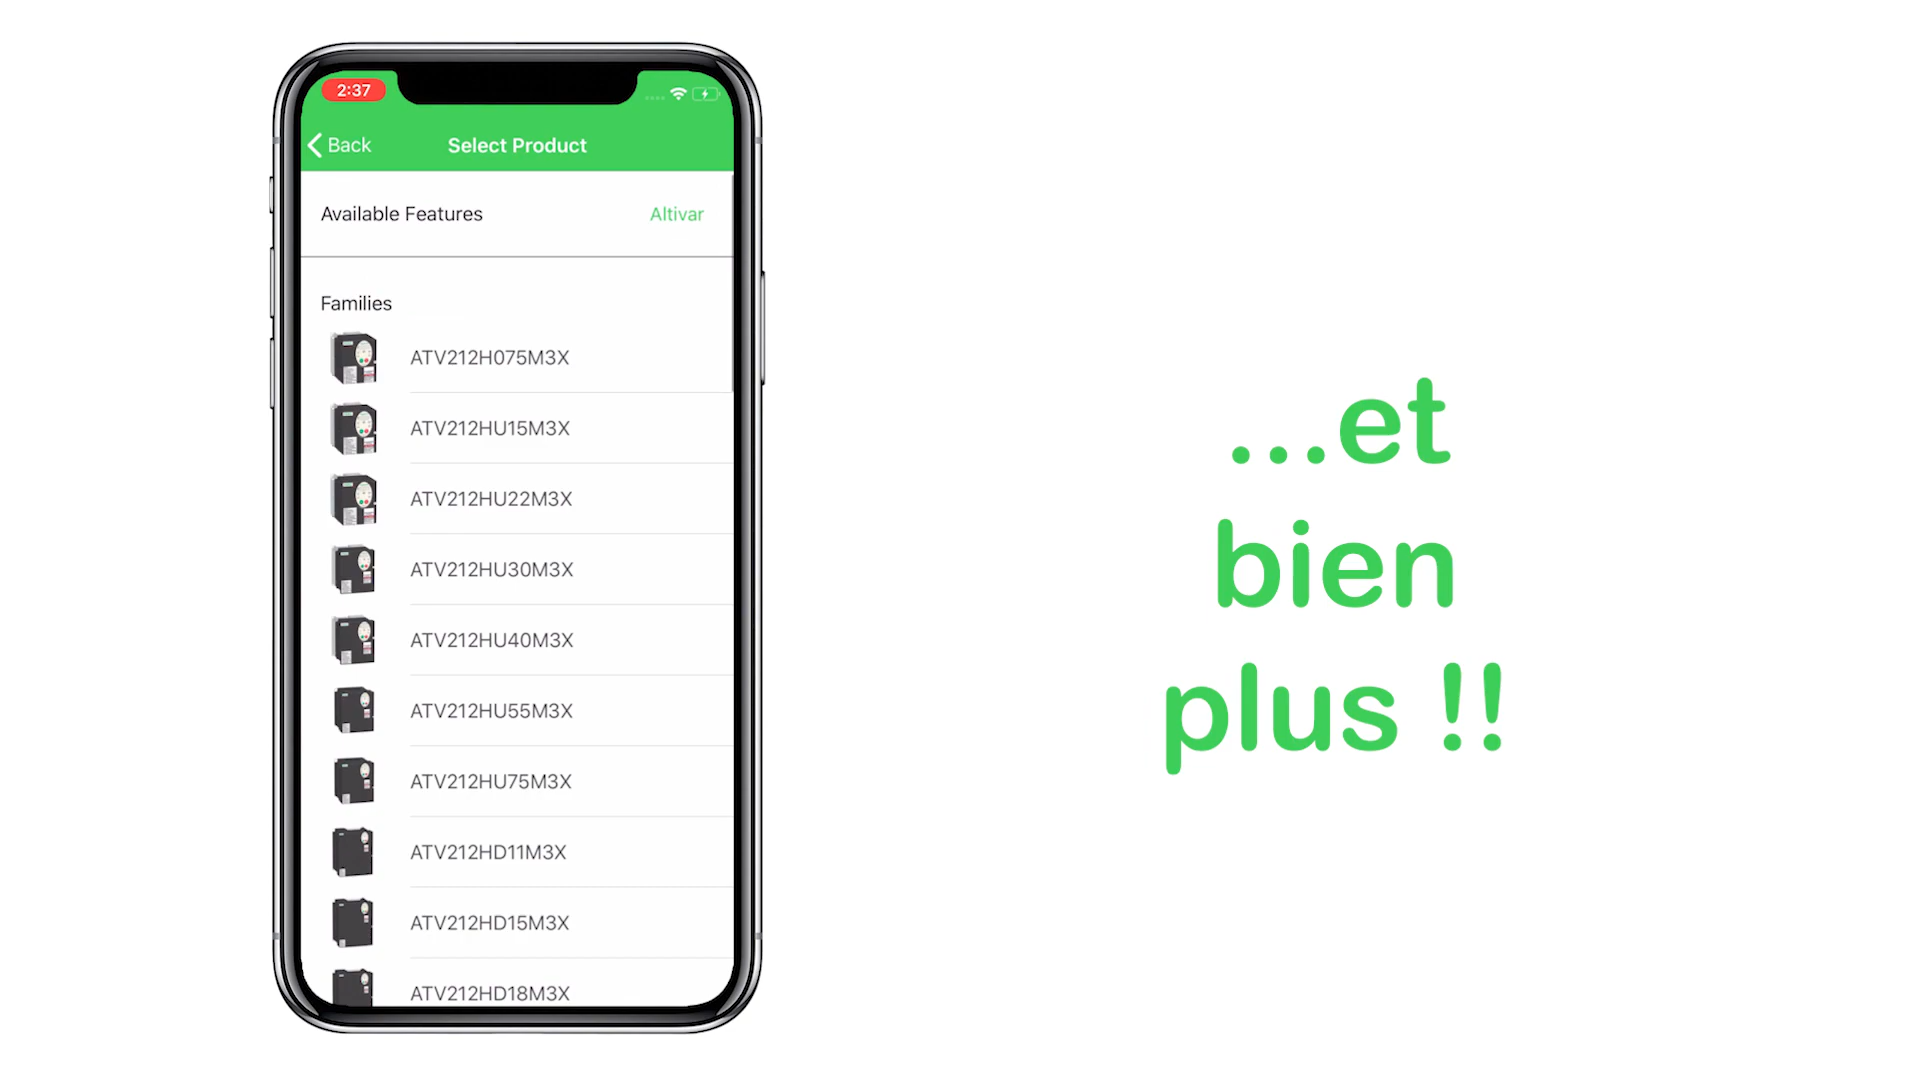 2:37
Back
Select Product
Available Features
Altivar
Families
ATV212H075M3X
ATV212HU15M3X
ATV212HU22M3X
ATV212HU30M3X
ATV212HU40M3X
ATV212HU55M3X
ATV212HU75M3X
ATV212HD11M3X
ATV212HD15M3X
ATV212HD18M3X
...et
bien
plus !!